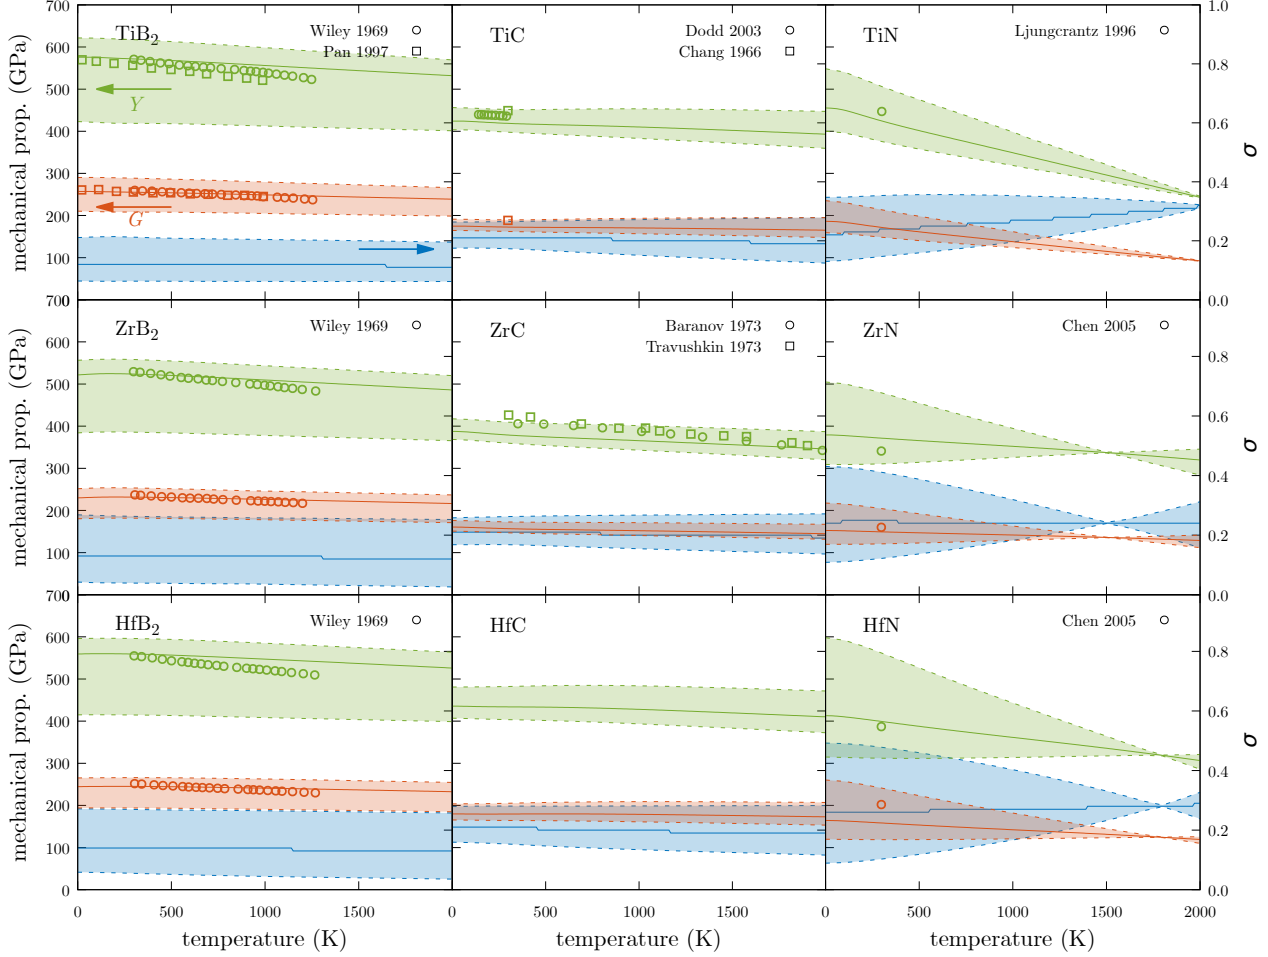 TiB2
Wiley 1969
Pan 1997
Y
G
TiC
Dodd 2003
Chang 1966
TiN
Ljungcrantz 1996
mechanical prop. (GPa)
700
600
500
400
300
200
100
700
1.0
0.8
0.6
0.4
0.2
0.0
σ
ZrB2
Wiley 1969
ZrC
Baranov 1973
Travushkin 1973
ZrN
Chen 2005
mechanical prop. (GPa)
600
500
400
300
200
100
700
0.8
0.6
0.4
0.2
0.0
σ
HfB2
Wiley 1969
HfC
HfN
Chen 2005
mechanical prop. (GPa)
600
500
400
300
200
100
0
0.8
0.6
0.4
0.2
0.0
σ
0 500 1000 1500
0 500 1000 1500
0 500 1000 1500 2000
temperature (K)
temperature (K)
temperature (K)